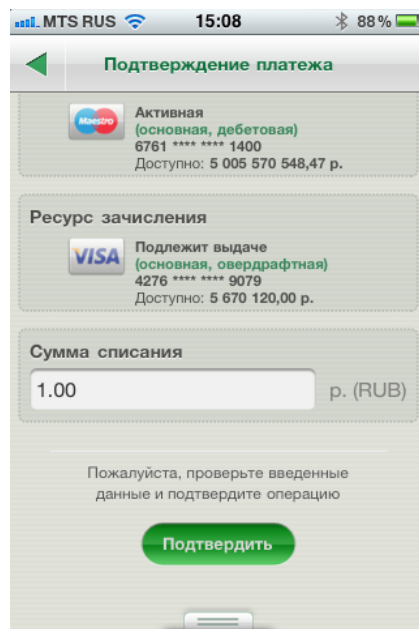 MTS RUS 15:08 88 %
Подтверждение платежа
Maestro
Активная
(основная, дебетовая)
6761 **** **** 1400
Доступно: 5 005 570 548,47 р.
Ресурс зачисления
VISA
Подлежит выдаче
(основная, овердрафтная)
4276 **** **** 9079
Доступно: 5 670 120,00 р.
Сумма списания
1.00 р. (RUB)
Пожалуйста, проверьте введенные
данные и подтвердите операцию
Подтвердить